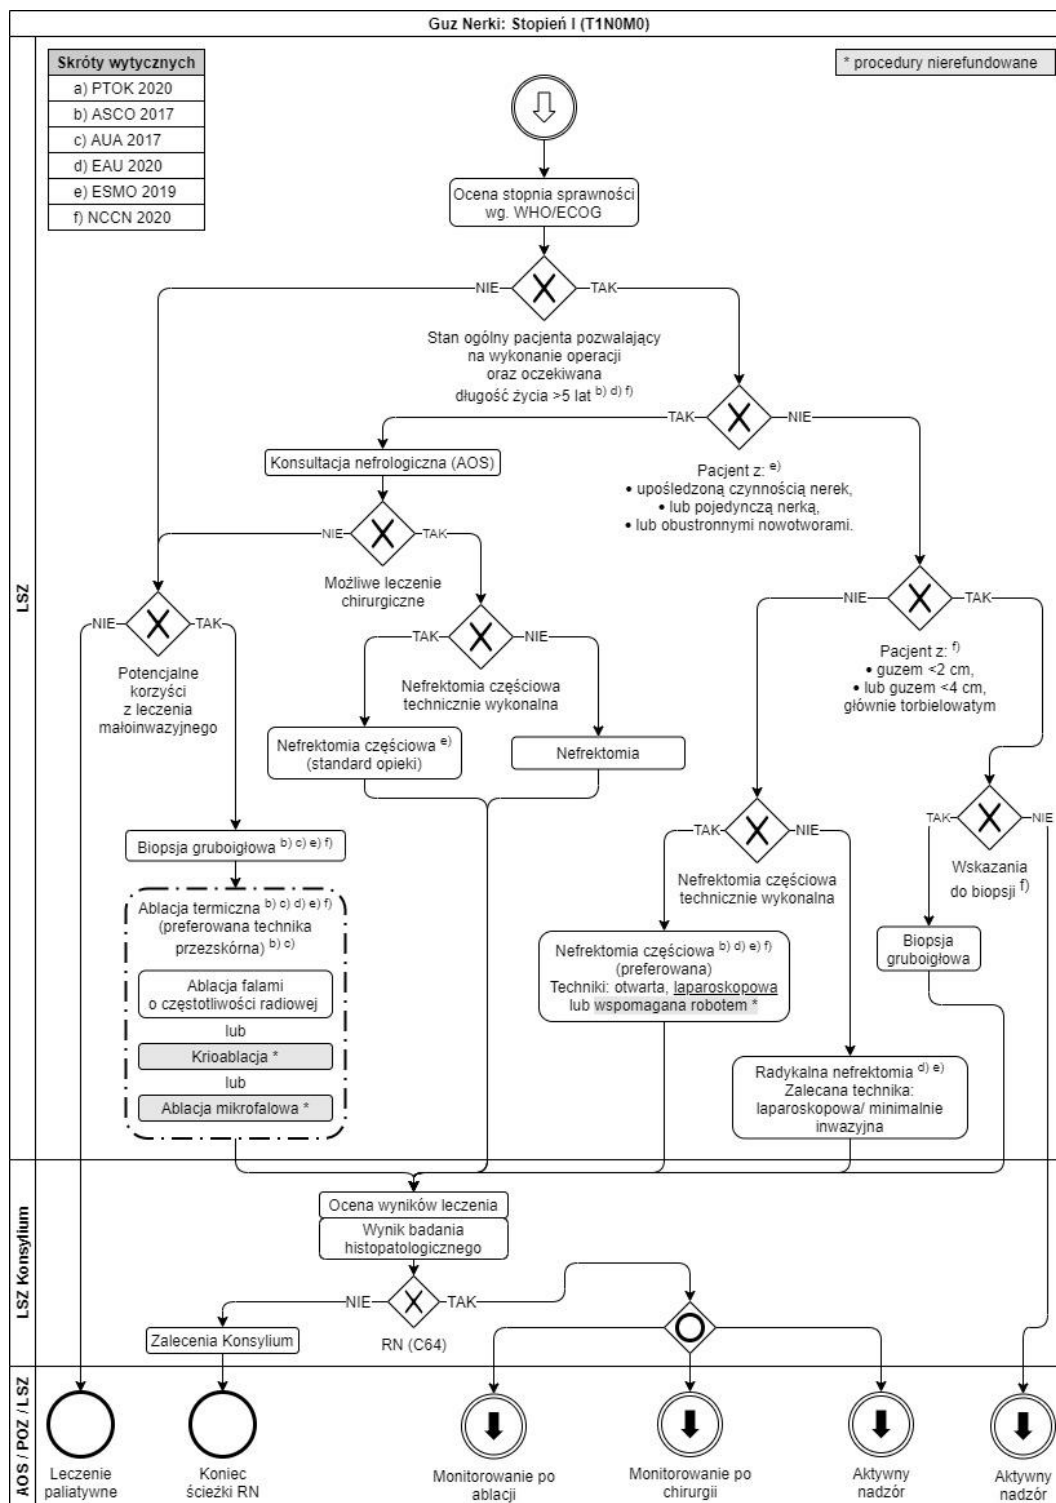 Guz Nerki: Stopień I (T1N0M0)
Skróty wytycznych
a) PTOK 2020
b) ASCO 2017
c) AUA 2017
d) EAU 2020
e) ESMO 2019
f) NCCN 2020
* procedury nierefundowane
LSZ
Ocena stopnia sprawności
wg. WHO/ECOG
NIE
TAK
Stan ogólny pacjenta pozwalający
na wykonanie operacji
oraz oczekiwana
długość życia >5 lat b) d) f)
TAK
NIE
Pacjent z: e)
• upośledzoną czynnością nerek,
• lub pojedynczą nerką,
• lub obustronnymi nowotworami.
Konsultacja nefrologiczna (AOS)
NIE
TAK
Możliwe leczenie
chirurgiczne
NIE
TAK
Pacjent z: f)
• guzem <2 cm,
• lub guzem <4 cm,
głównie torbielowatym
NIE
TAK
Potencjalne
korzyści
z leczenia
małoinwazyjnego
TAK
NIE
Nefrektomia częściowa
technicznie wykonalna
Nefrektomia częściowa e)
(standard opieki)
Nefrektomia
TAK
NIE
Wskazania
do biopsji f)
TAK
NIE
Nefrektomia częściowa
technicznie wykonalna
Biopsja gruboigłowa b) c) e) f)
Ablacja termiczna b) c) d) e) f)
(preferowana technika
przezskórna) b) c)
Ablacja falami
o częstotliwości radiowej
lub
Krioablacja *
lub
Ablacja mikrofalowa *
Nefrektomia częściowa b) d) e) f)
(preferowana)
Techniki: otwarta, laparoskopowa
lub wspomagana robotem *
Biopsja
gruboigłowa
Radykalna nefrektomia d) e)
Zalecana technika:
laparoskopowa/ minimalnie
inwazyjna
LSZ Konsylium
Ocena wyników leczenia
Wynik badania
histopatologicznego
NIE
TAK
RN (C64)
Zalecenia Konsylium
AOS / POZ / LSZ
Leczenie
paliatywne
Koniec
ścieżki RN
Monitorowanie po
ablacji
Monitorowanie po
chirurgii
Aktywny
nadzór
Aktywny
nadzór